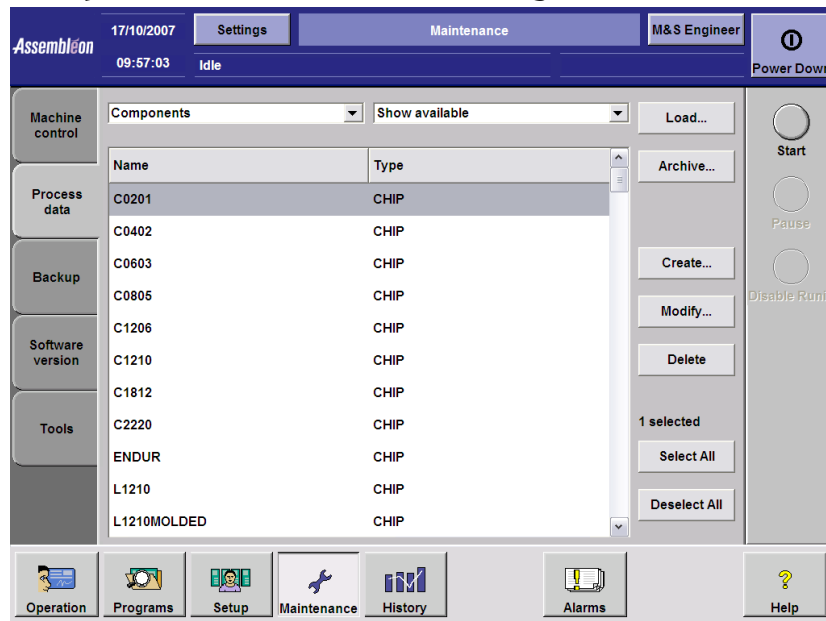 Assembléon
17/10/2007
Settings
Maintenance
M&S Engineer
09:57:03
Idle
Power Down
Machine
control
Process
data
Backup
Software
version
Tools
Components
Show available
Name Type
C0201 CHIP
C0402 CHIP
C0603 CHIP
C0805 CHIP
C1206 CHIP
C1210 CHIP
C1812 CHIP
C2220 CHIP
ENDUR CHIP
L1210 CHIP
L1210MOLDED CHIP
Load...
Archive...
Create...
Modify...
Delete
1 selected
Select All
Deselect All
Start
Pause
Disable Runi
Operation
Programs
Setup
Maintenance
History
Alarms
Help